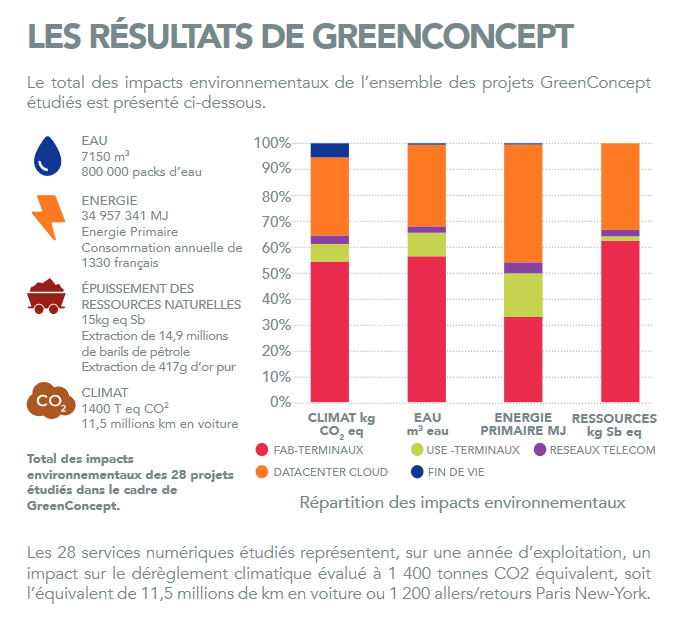 LES RÉSULTATS DE GREENCONCEPT
Le total des impacts environnementaux de l'ensemble des projets GreenConcept
étudiés est présenté ci-dessous.
EAU
7150 m³
800 000 packs d'eau
ENERGIE
34 957 341 MJ
Energie Primaire
Consommation annuelle de
1330 français
ÉPUISSEMENT DES
RESSOURCES NATURELLES
15kg eq Sb
Extraction de 14,9 millions
de barils de pétrole
Extraction de 417g d'or pur
CO₂
CLIMAT
1400 T eq CO²
11,5 millions km en voiture
Total des impacts
environnementaux des 28 projets
étudiés dans le cadre de
GreenConcept.
100%
90%
80%
70%
60%
50%
40%
30%
20%
10%
0%
CLIMAT kg
CO₂ eq
EAU
m³ eau
ENERGIE
PRIMAIRE MJ
RESSOURCES
kg Sb eq
FAB-TERMINAUX
USE -TERMINAUX
RESEAUX TELECOM
DATACENTER CLOUD
FIN DE VIE
Répartition des impacts environnementaux
Les 28 services numériques étudiés représentent, sur une année d'exploitation, un
impact sur le dérèglement climatique évalué à 1 400 tonnes CO2 équivalent, soit
l'équivalent de 11,5 millions de km en voiture ou 1 200 allers/retours Paris New-York.